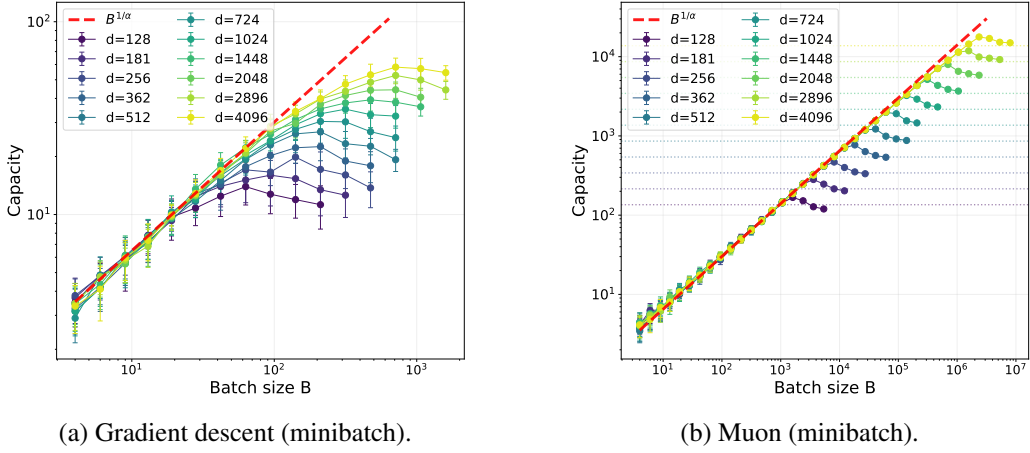 10²
10¹
Capacity
B^{1/α}
d=128
d=181
d=256
d=362
d=512
d=724
d=1024
d=1448
d=2048
d=2896
d=4096
10¹ 10² 10³
Batch size B
(a) Gradient descent (minibatch).
10⁴
10³
10²
10¹
Capacity
B^{1/α}
d=128
d=181
d=256
d=362
d=512
d=724
d=1024
d=1448
d=2048
d=2896
d=4096
10¹ 10² 10³ 10⁴ 10⁵ 10⁶ 10⁷
Batch size B
(b) Muon (minibatch).